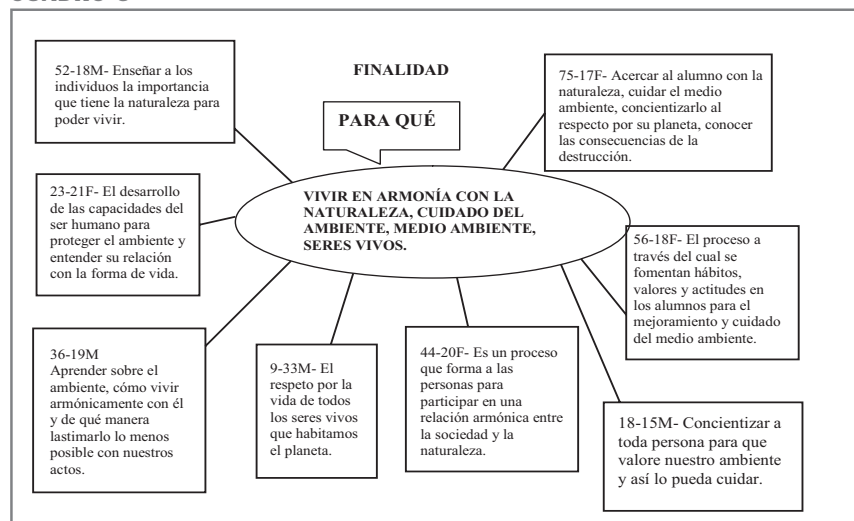 FINALIDAD
PARA QUÉ
VIVIR EN ARMONÍA CON LA
NATURALEZA, CUIDADO DEL
AMBIENTE, MEDIO AMBIENTE,
SERES VIVOS.
52-18M- Enseñar a los
individuos la importancia
que tiene la naturaleza para
poder vivir.
75-17F- Acercar al alumno con la
naturaleza, cuidar el medio
ambiente, concientizarlo al
respecto por su planeta, conocer
las consecuencias de la
destrucción.
23-21F- El desarrollo
de las capacidades del
ser humano para
proteger el ambiente y
entender su relación
con la forma de vida.
56-18F- El proceso a
través del cual se
fomentan hábitos,
valores y actitudes en
los alumnos para el
mejoramiento y cuidado
del medio ambiente.
36-19M
Aprender sobre el
ambiente, cómo vivir
armónicamente con él
y de qué manera
lastimarlo lo menos
posible con nuestros
actos.
9-33M- El
respeto por la
vida de todos
los seres vivos
que habitamos
el planeta.
44-20F- Es un proceso
que forma a las
personas para
participar en una
relación armónica entre
la sociedad y la
naturaleza.
18-15M- Concientizar a
toda persona para que
valore nuestro ambiente
y así lo pueda cuidar.